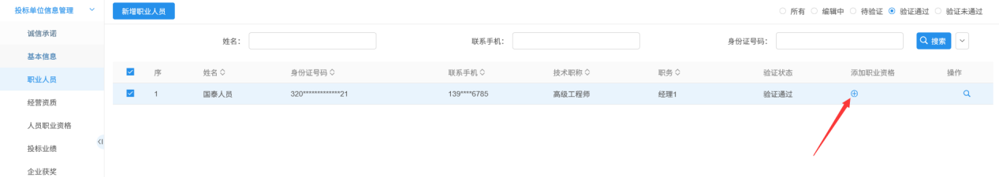 投标单位信息管理
新增职业人员
所有 编辑中 待验证 验证通过 验证未通过
诚信承诺
姓名： 联系手机： 身份证号码： 搜索
基本信息
职业人员
序 姓名 身份证号码 联系手机 技术职称 职务 验证状态 添加职业资格 操作
1 国泰人员 320*************21 139****6785 高级工程师 经理1 验证通过
经营资质
人员职业资格
投标业绩
企业获奖